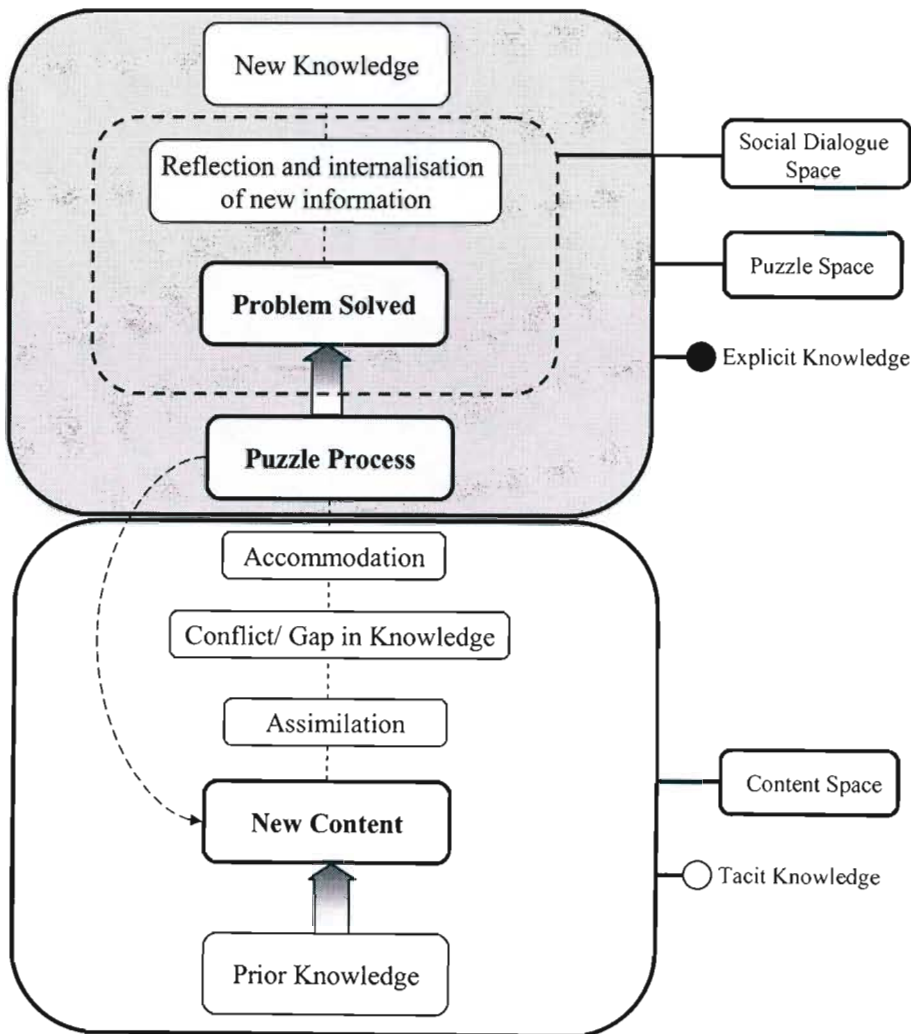 New Knowledge
Reflection and internalisation
of new information
Problem Solved
Puzzle Process
Social Dialogue
Space
Puzzle Space
Explicit Knowledge
Accommodation
Conflict/ Gap in Knowledge
Assimilation
New Content
Prior Knowledge
Content Space
Tacit Knowledge